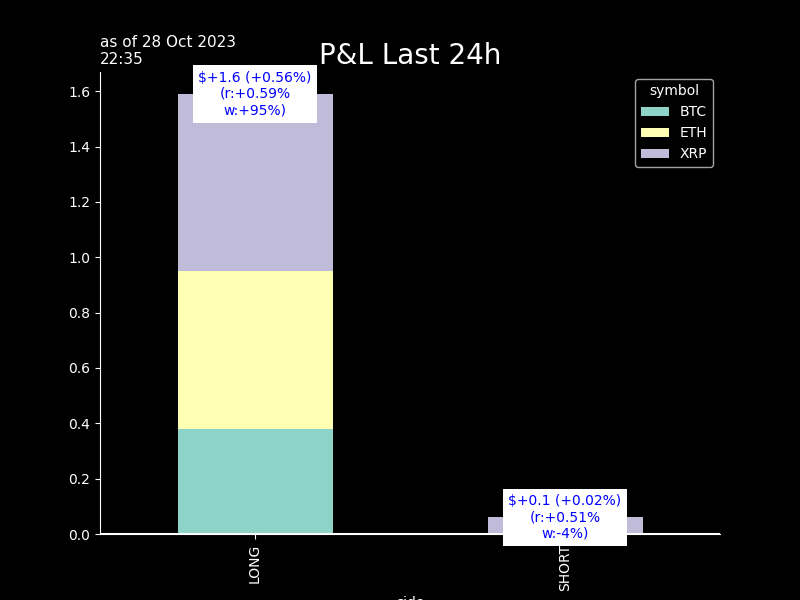 as of 28 Oct 2023
22:35
P&L Last 24h
$+1.6 (+0.56%)
(r:+0.59%
w:+95%)
symbol
BTC
ETH
XRP
1.6
1.4
1.2
1.0
0.8
0.6
0.4
0.2
0.0
$+0.1 (+0.02%)
(r:+0.51%
w:-4%)
LONG
SHORT
side